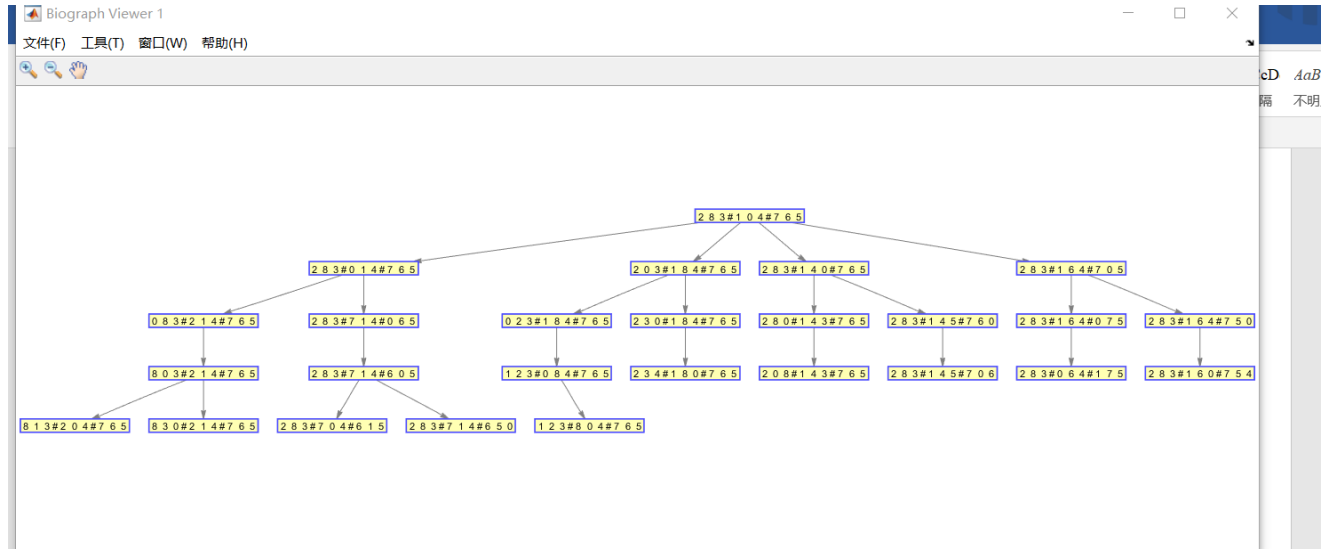 Biograph Viewer 1
文件(F) 工具(T) 窗口(W) 帮助(H)
cD AaB
隔 不明
2 8 3#1 0 4#7 6 5
2 8 3#0 1 4#7 6 5 2 0 3#1 8 4#7 6 5 2 8 3#1 4 0#7 6 5 2 8 3#1 6 4#7 0 5
0 8 3#2 1 4#7 6 5 2 8 3#7 1 4#0 6 5 0 2 3#1 8 4#7 6 5 2 3 0#1 8 4#7 6 5 2 8 0#1 4 3#7 6 5 2 8 3#1 4 5#7 6 0 2 8 3#1 6 4#0 7 5 2 8 3#1 6 4#7 5 0
8 0 3#2 1 4#7 6 5 2 8 3#7 1 4#6 0 5 1 2 3#0 8 4#7 6 5 2 3 4#1 8 0#7 6 5 2 0 8#1 4 3#7 6 5 2 8 3#1 4 5#7 0 6 2 8 3#0 6 4#1 7 5 2 8 3#1 6 0#7 5 4
8 1 3#2 0 4#7 6 5 8 3 0#2 1 4#7 6 5 2 8 3#7 0 4#6 1 5 2 8 3#7 1 4#6 5 0 1 2 3#8 0 4#7 6 5